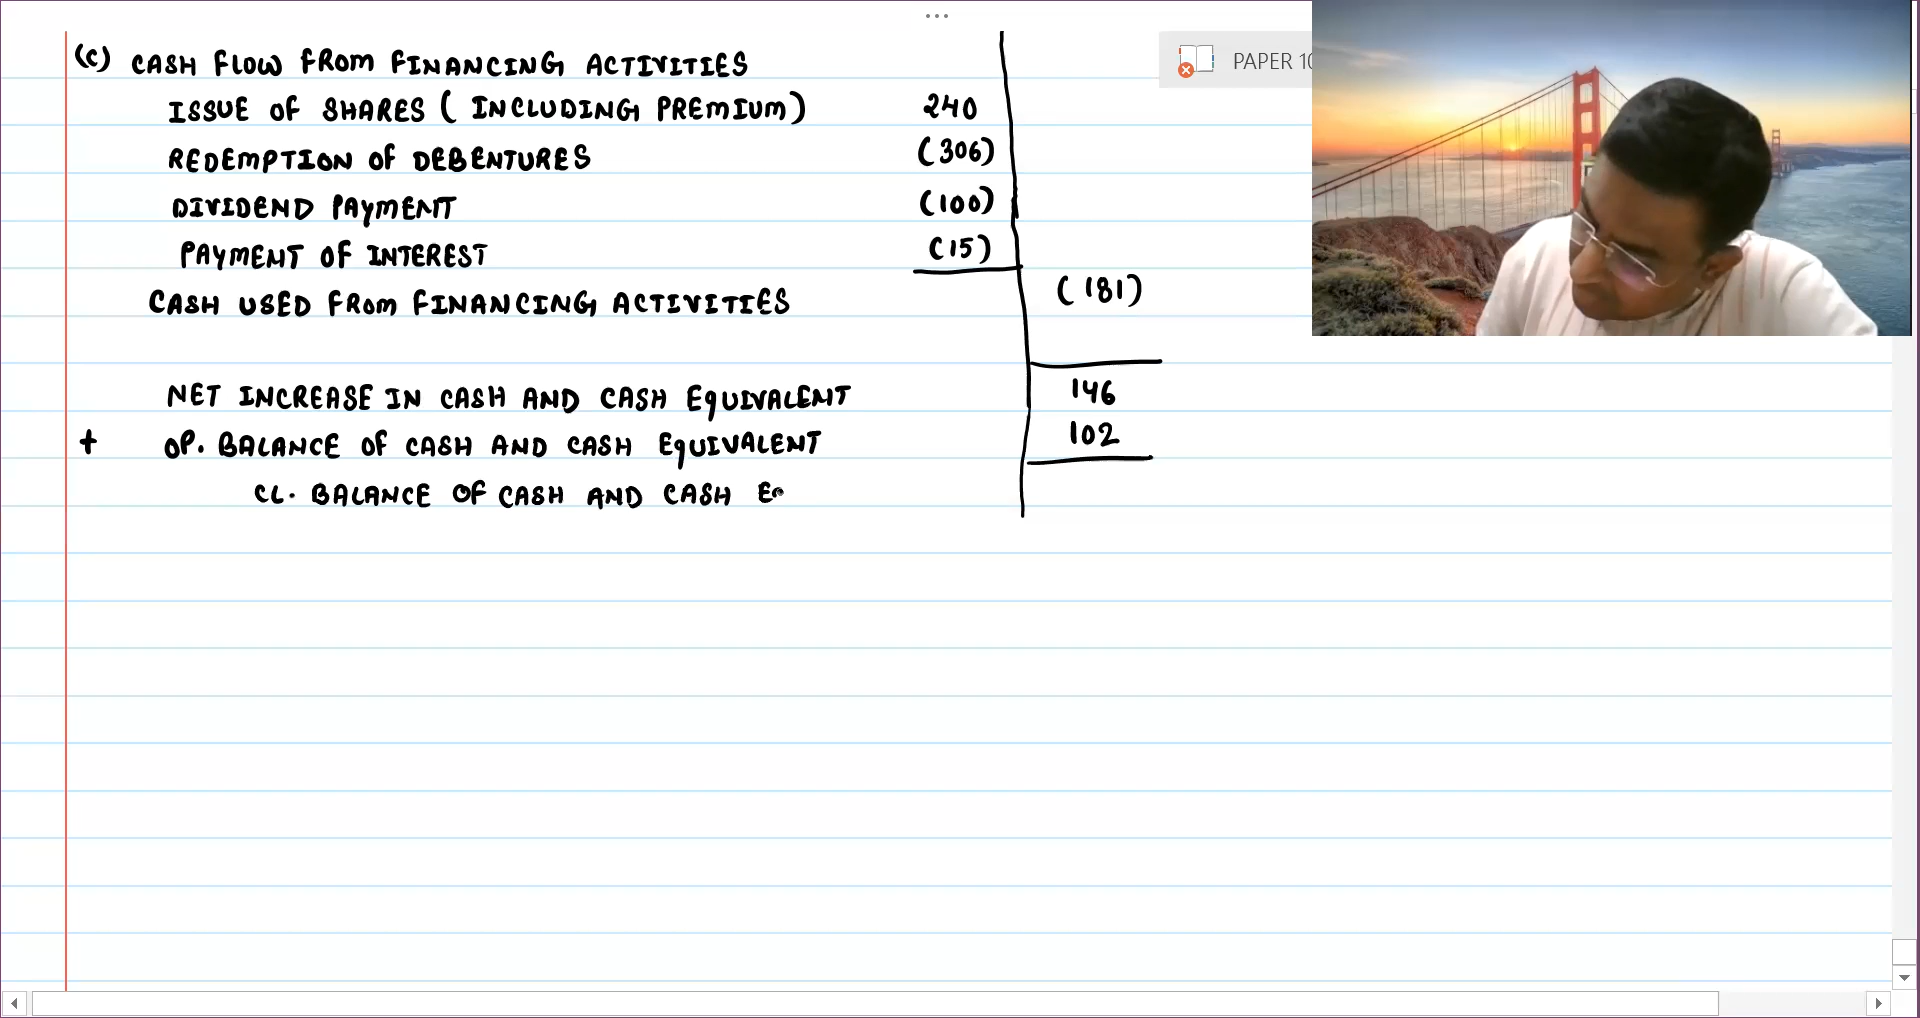 (C) CASH FLOW FROM FINANCING ACTIVITIES
ISSUE OF SHARES (INCLUDING PREMIUM) 240
REDEMPTION OF DEBENTURES (306)
DIVIDEND PAYMENT (100)
PAYMENT OF INTEREST (15)
CASH USED FROM FINANCING ACTIVITIES (181)
NET INCREASE IN CASH AND CASH EQUIVALENT 146
+ OP. BALANCE OF CASH AND CASH EQUIVALENT 102
CL. BALANCE OF CASH AND CASH
PAPER 10